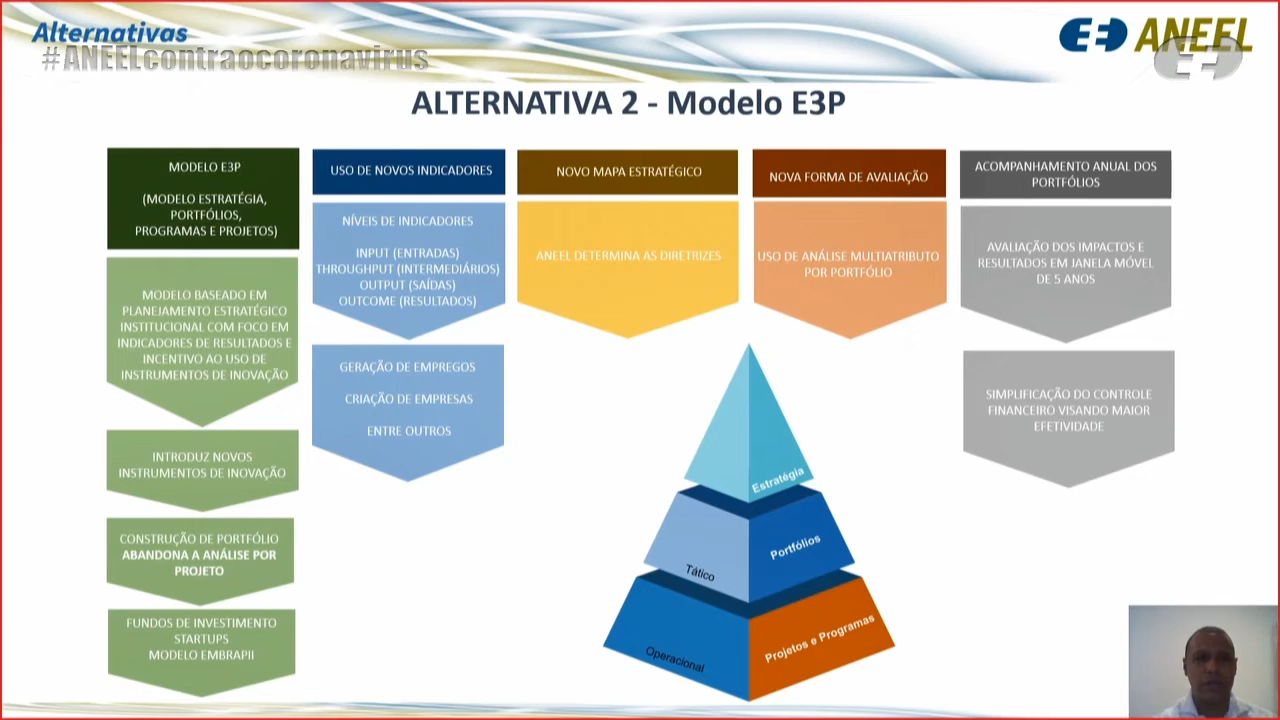 Alternativas
#ANEELcontraocoronavirus
ANEEL
ALTERNATIVA 2 - Modelo E3P
MODELO E3P
(MODELO ESTRATÉGIA,
PORTFÓLIOS,
PROGRAMAS E PROJETOS)
MODELO BASEADO EM
PLANEJAMENTO ESTRATÉGICO
INSTITUCIONAL COM FOCO EM
INDICADORES DE RESULTADOS E
INCENTIVO AO USO DE
INSTRUMENTOS DE INOVAÇÃO
INTRODUZ NOVOS
INSTRUMENTOS DE INOVAÇÃO
CONSTRUÇÃO DE PORTFÓLIO
ABANDONA A ANÁLISE POR
PROJETO
FUNDOS DE INVESTIMENTO
STARTUPS
MODELO EMBRAPII
USO DE NOVOS INDICADORES
NÍVEIS DE INDICADORES
INPUT (ENTRADAS)
THROUGHPUT (INTERMEDIÁRIOS)
OUTPUT (SAÍDAS)
OUTCOME (RESULTADOS)
GERAÇÃO DE EMPREGOS
CRIAÇÃO DE EMPRESAS
ENTRE OUTROS
NOVO MAPA ESTRATÉGICO
ANEEL DETERMINA AS DIRETRIZES
NOVA FORMA DE AVALIAÇÃO
USO DE ANÁLISE MULTIATRIBUTO
POR PORTFÓLIO
ACOMPANHAMENTO ANUAL DOS
PORTFÓLIOS
AVALIAÇÃO DOS IMPACTOS E
RESULTADOS EM JANELA MÓVEL
DE 5 ANOS
SIMPLIFICAÇÃO DO CONTROLE
FINANCEIRO VISANDO MAIOR
EFETIVIDADE
Estratégia
Tático
Portfólios
Operacional
Projetos e Programas